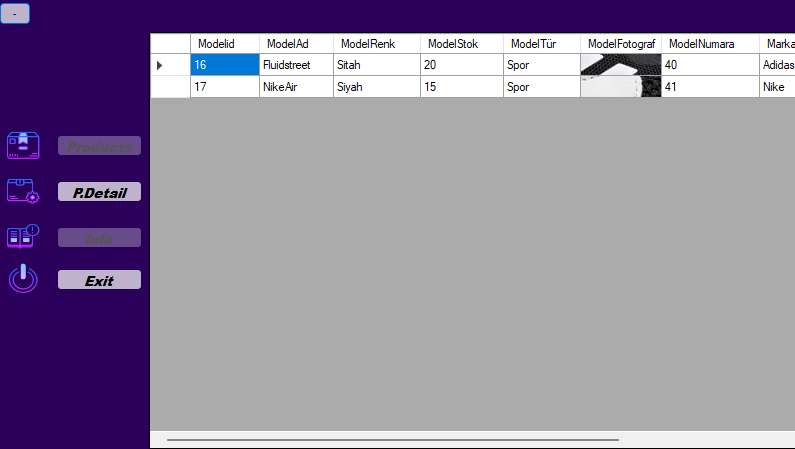 -
Modelid ModelAd ModelRenk ModelStok ModelTür ModelFotograf ModelNumara Marka
16 Fluidstreet Sitah 20 Spor 40 Adidas
17 NikeAir Siyah 15 Spor 41 Nike
Products
P.Detail
Info
Exit